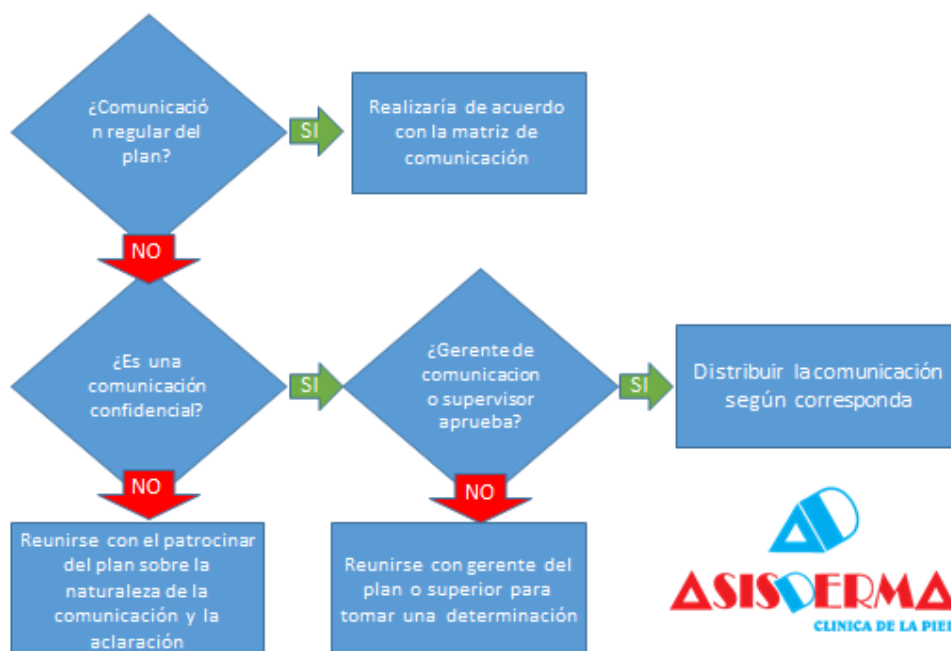 ¿Comunicació
n regular del
plan?
SI
Realizaría de acuerdo
con la matriz de
comunicación
NO
¿Es una
comunicación
confidencial?
SI
¿Gerente de
comunicacion
o supervisor
aprueba?
SI
Distribuir la comunicación
según corresponda
NO
Reunirse con el patrocinar
del plan sobre la
naturaleza de la
comunicación y la
aclaración
NO
Reunirse con gerente del
plan o superior para
tomar una determinación
ASISDERMA
CLINICA DE LA PIEL